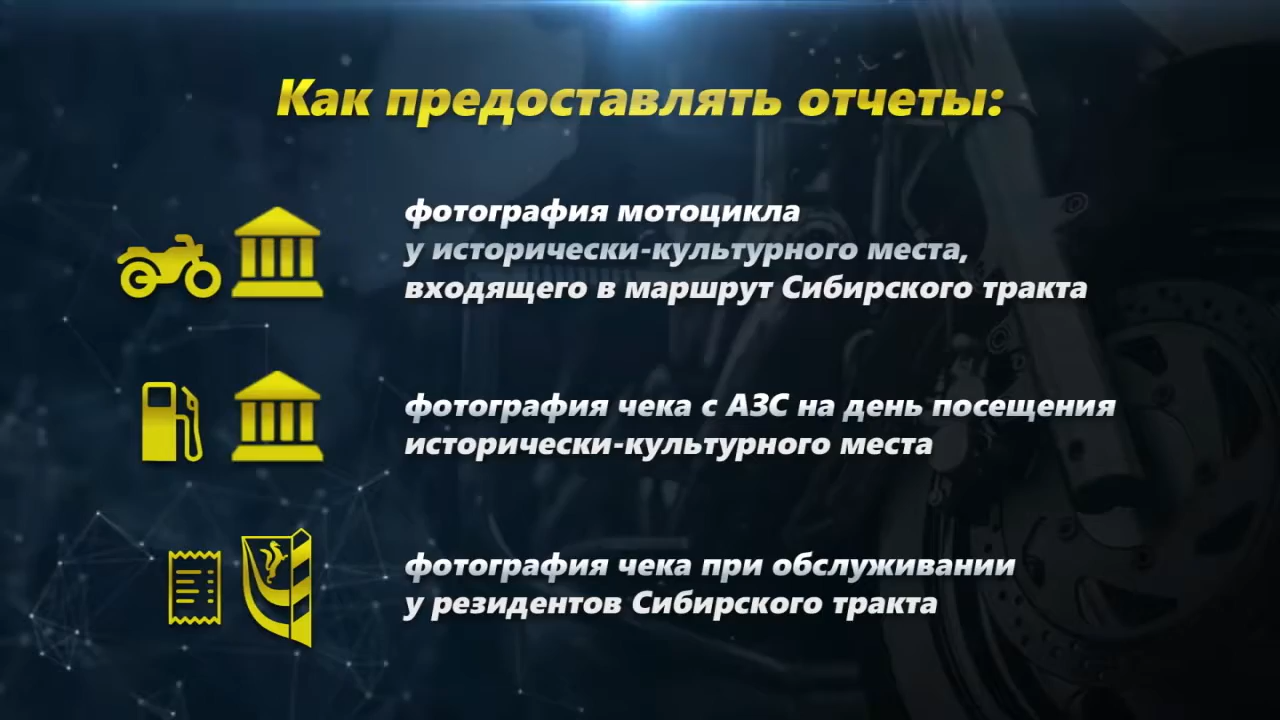 Как предоставлять отчеты:
фотография мотоцикла
у исторически-культурного места,
входящего в маршрут Сибирского тракта
фотография чека с АЗС на день посещения
исторически-культурного места
фотография чека при обслуживании
у резидентов Сибирского тракта